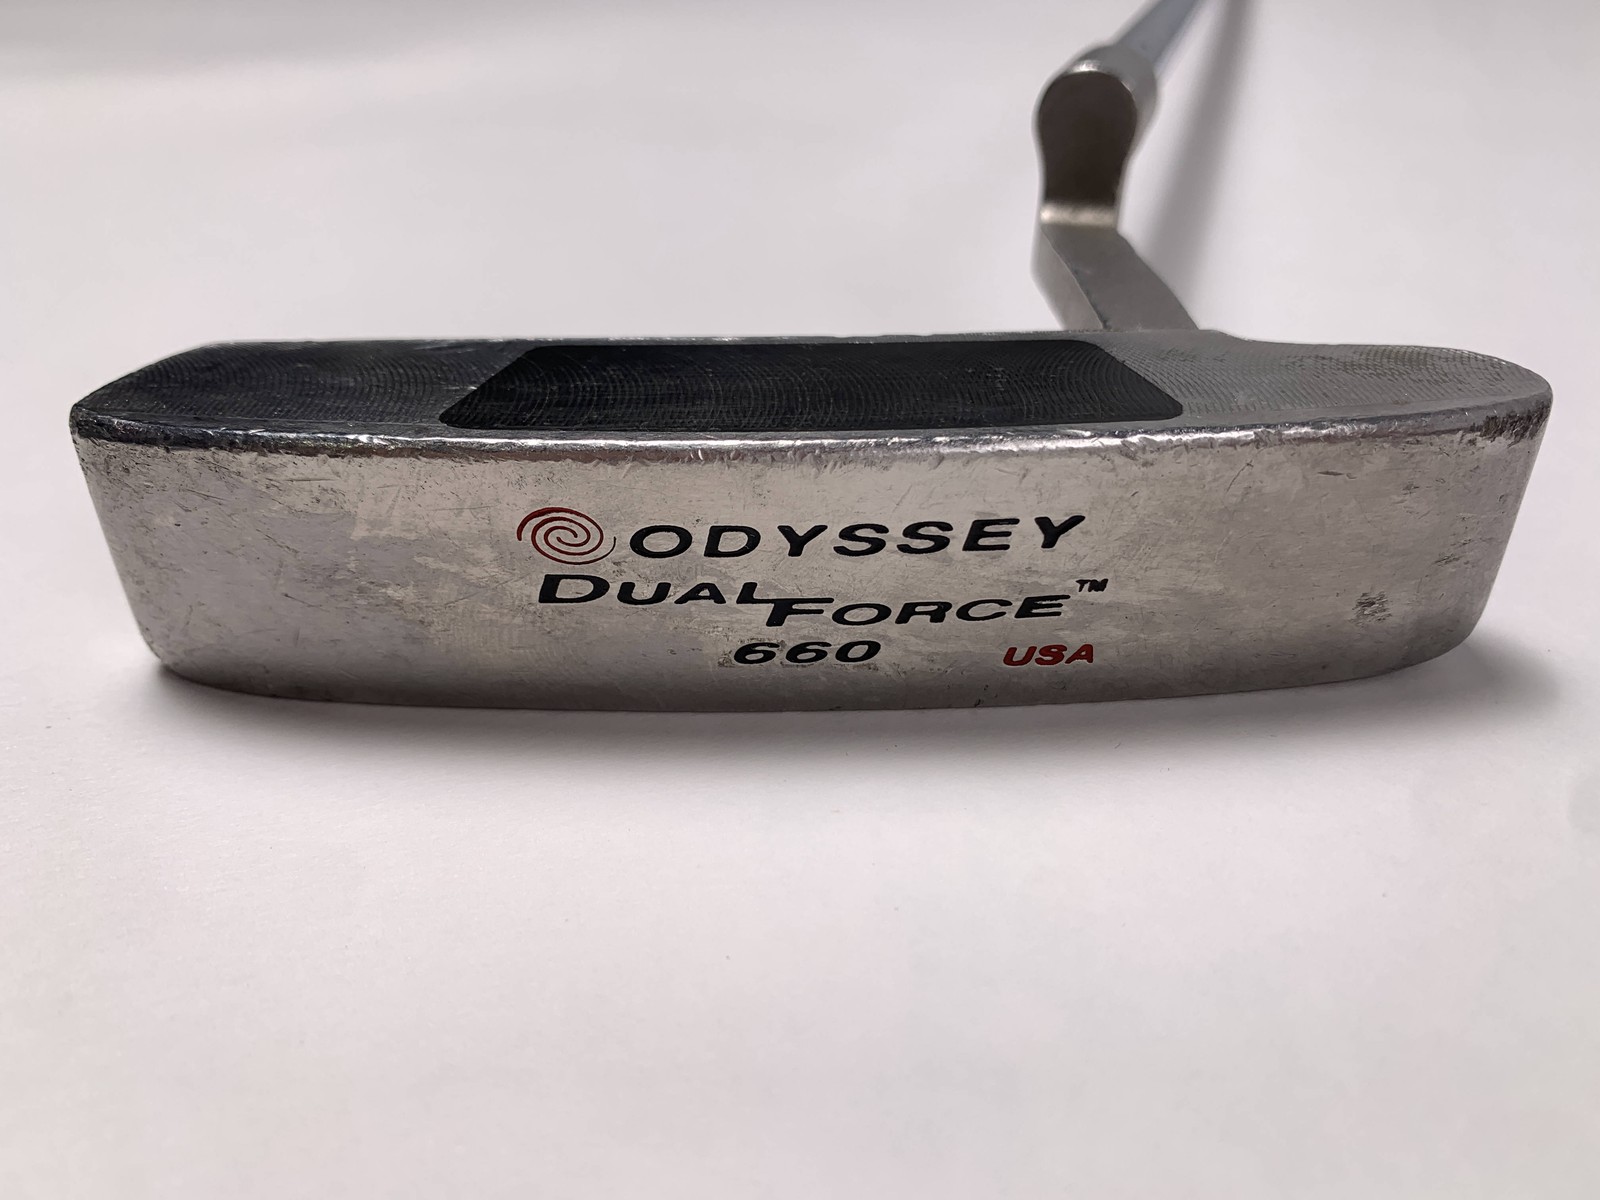 ODYSSEY
DUAL FORCE™
660 USA